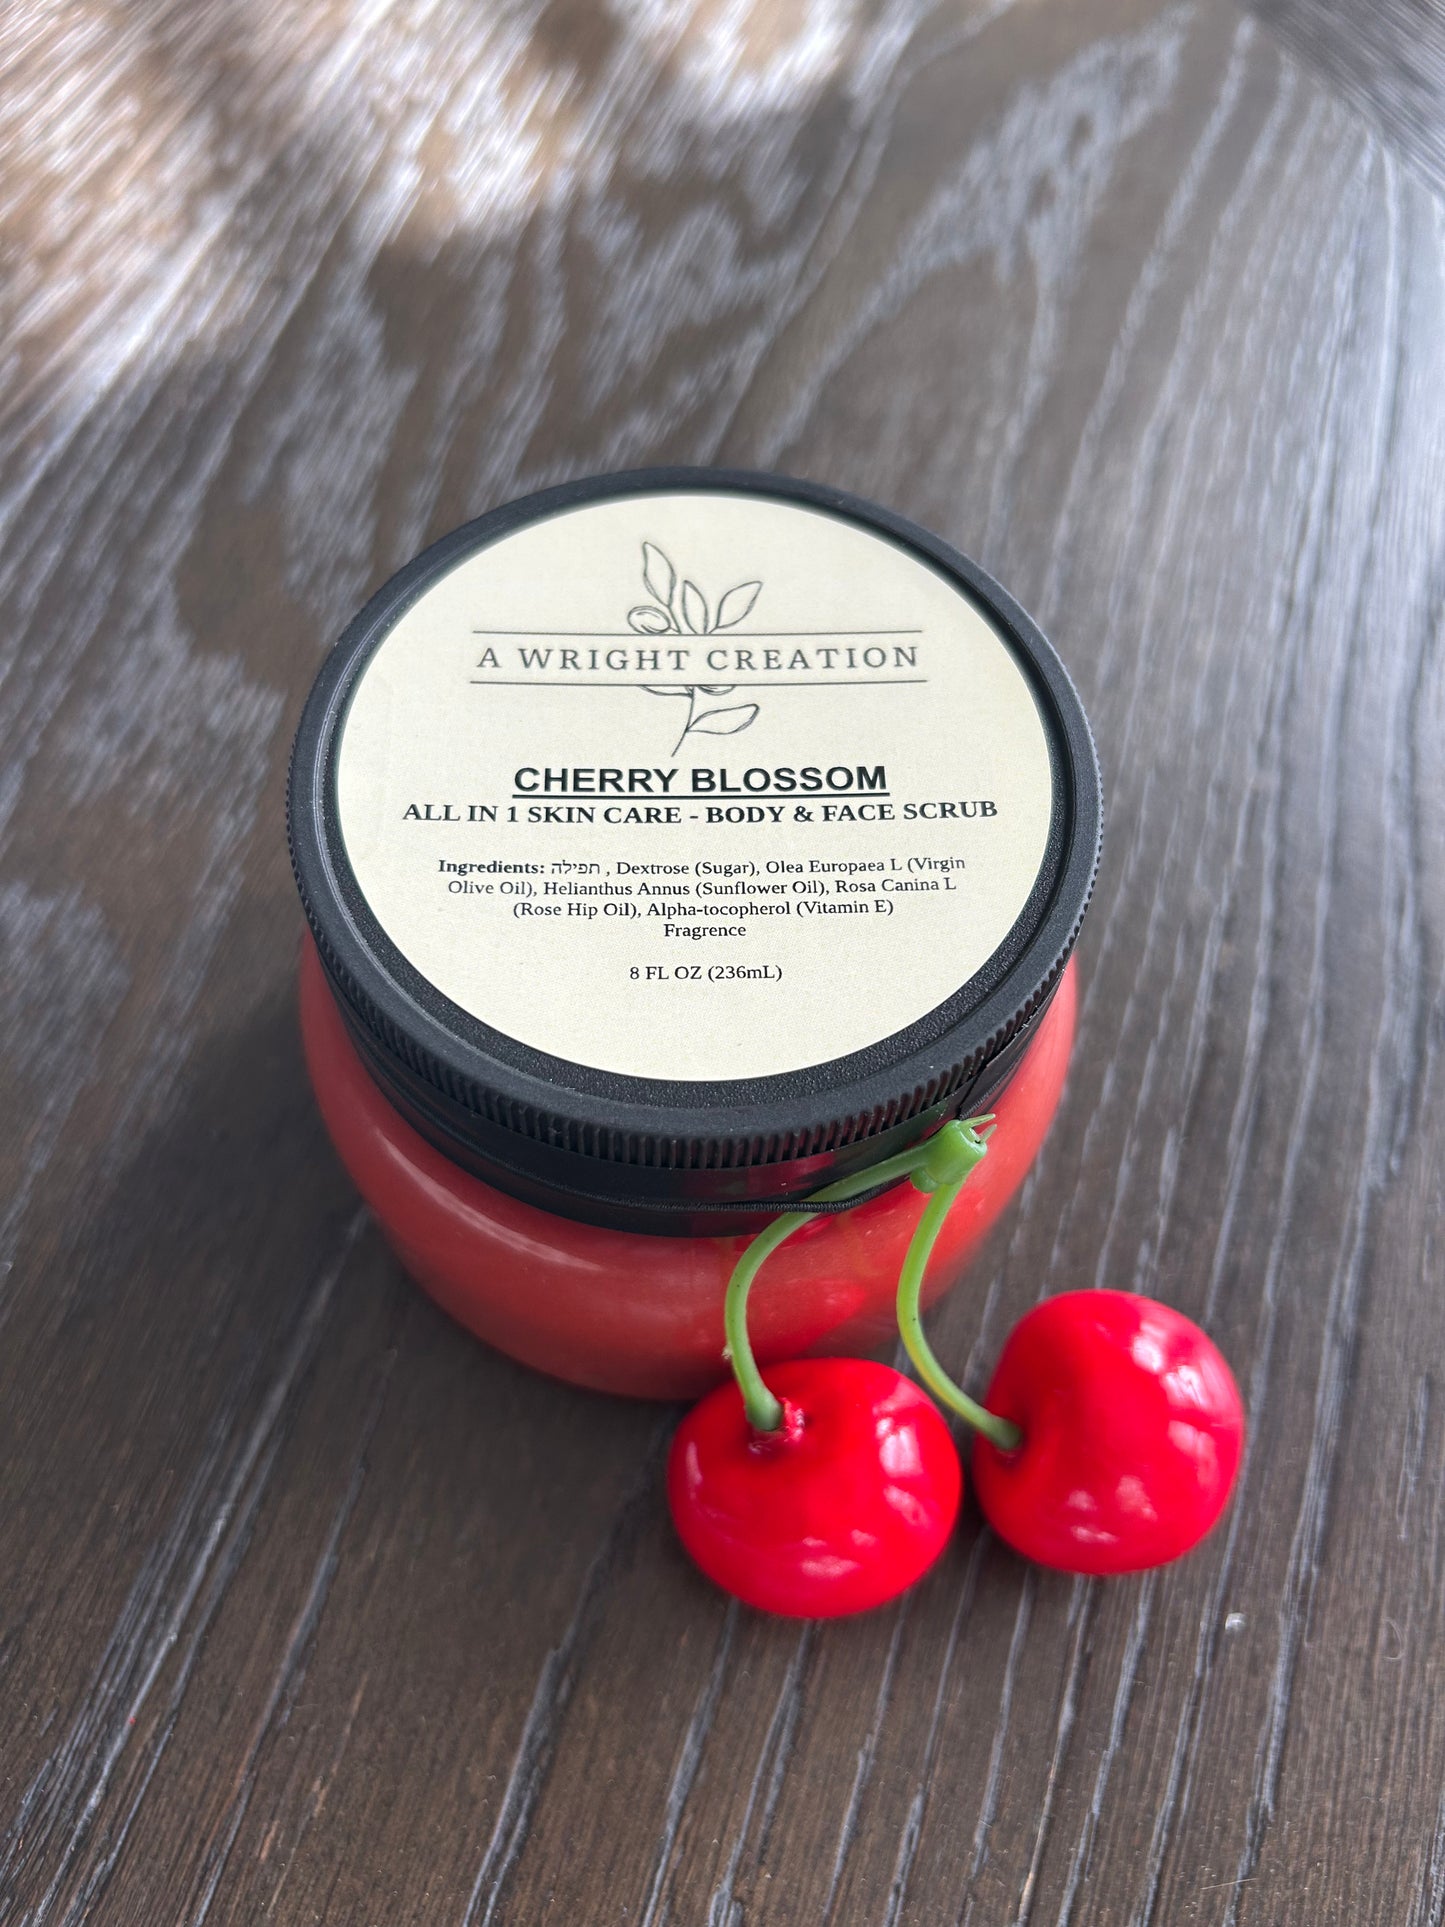 A WRIGHT CREATION
CHERRY BLOSSOM
ALL IN 1 SKIN CARE - BODY & FACE SCRUB
Ingredients: תפילה , Dextrose (Sugar), Olea Europaea L (Virgin
Olive Oil), Helianthus Annus (Sunflower Oil), Rosa Canina L
(Rose Hip Oil), Alpha-tocopherol (Vitamin E)
Fragrence
8 FL OZ (236mL)